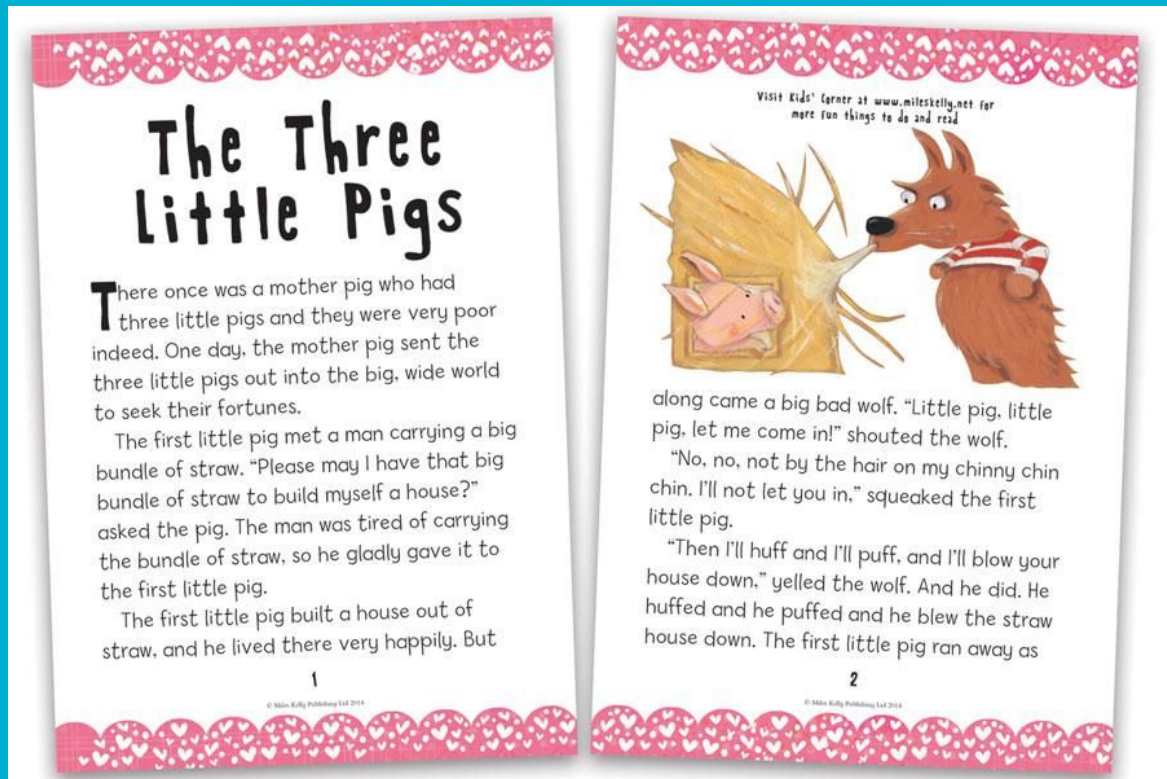 The Three
Little Pigs
There once was a mother pig who had
three little pigs and they were very poor
indeed. One day, the mother pig sent the
three little pigs out into the big, wide world
to seek their fortunes.
The first little pig met a man carrying a big
bundle of straw. “Please may I have that big
bundle of straw to build myself a house?”
asked the pig. The man was tired of carrying
the bundle of straw, so he gladly gave it to
the first little pig.
The first little pig built a house out of
straw, and he lived there very happily. But
1
© Miles Kelly Publishing Ltd 2014
Visit Kids' Corner at www.mileskelly.net for
more fun things to do and read
along came a big bad wolf. “Little pig, little
pig, let me come in!” shouted the wolf.
“No, no, not by the hair on my chinny chin
chin. I'll not let you in,” squeaked the first
little pig.
“Then I'll huff and I'll puff, and I'll blow your
house down,” yelled the wolf. And he did. He
huffed and he puffed and he blew the straw
house down. The first little pig ran away as
2
© Miles Kelly Publishing Ltd 2014